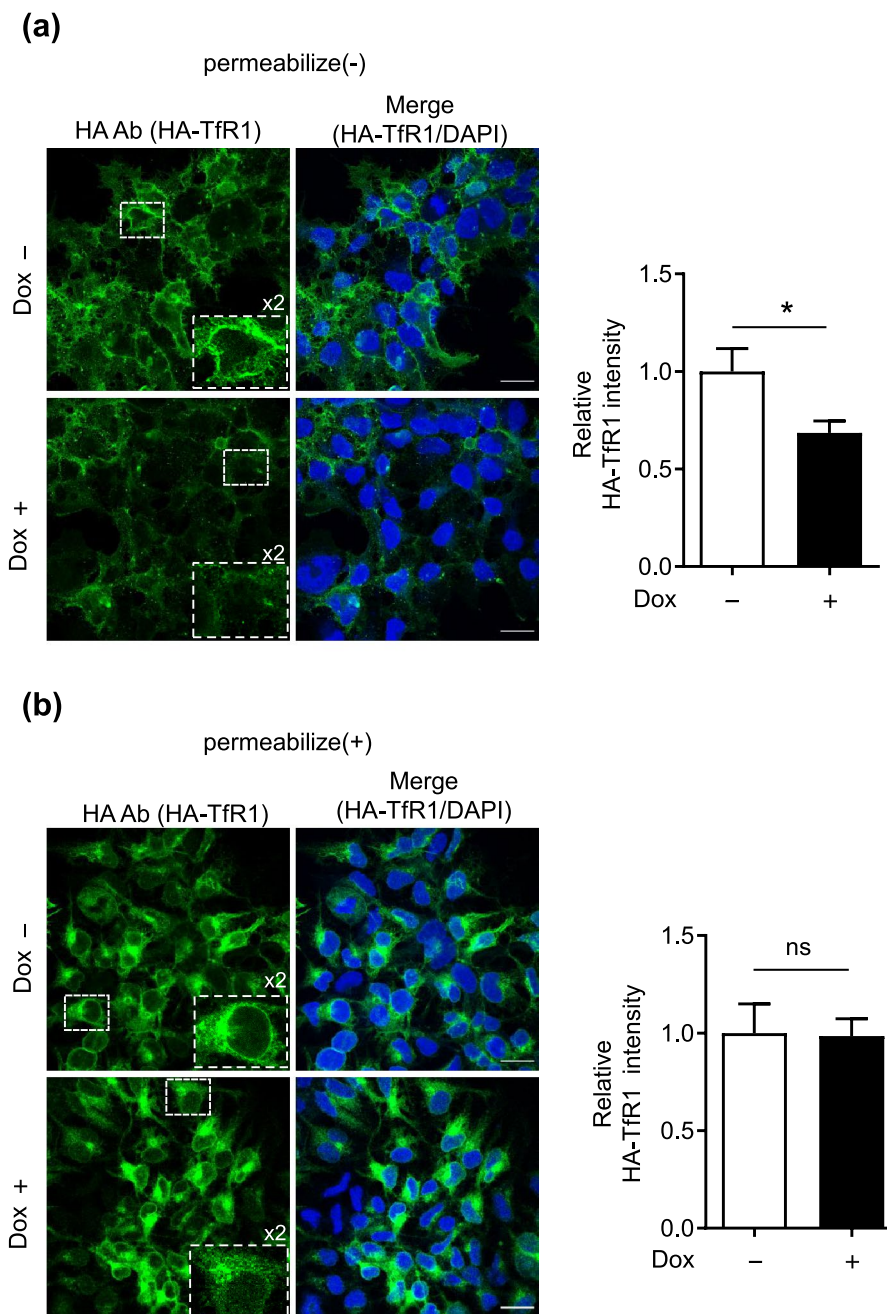 (a)
permeabilize(-)
HA Ab (HA-TfR1)
Merge
(HA-TfR1/DAPI)
Dox –
x2
Dox +
x2
Relative
HA-TfR1 intensity
1.5
1.0
0.5
0.0
*
Dox – +
(b)
permeabilize(+)
HA Ab (HA-TfR1)
Merge
(HA-TfR1/DAPI)
Dox –
x2
Dox +
x2
Relative
HA-TfR1 intensity
1.5
1.0
0.5
0.0
ns
Dox – +